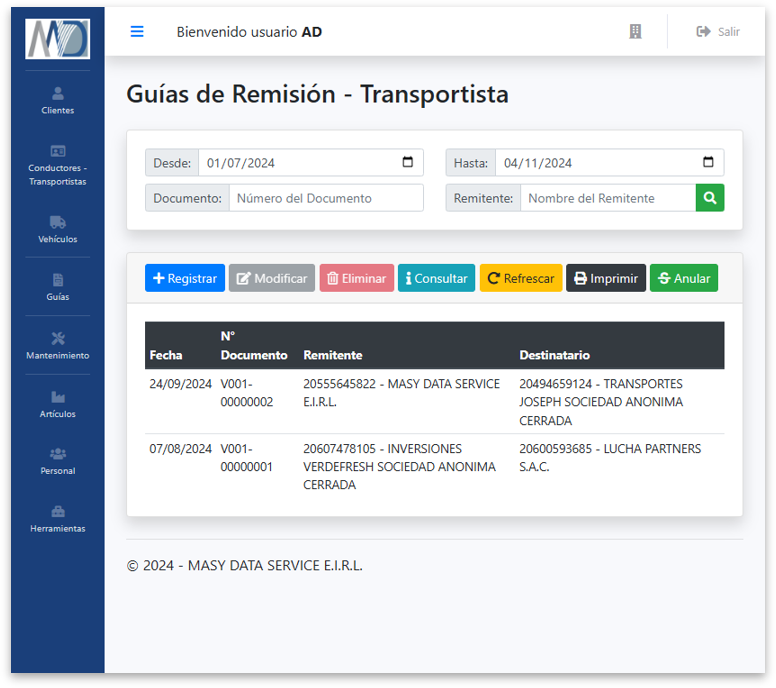 MD
Bienvenido usuario AD
Salir
Clientes
Conductores -
Transportistas
Vehículos
Guías
Mantenimiento
Artículos
Personal
Herramientas
Guías de Remisión - Transportista
Desde: 01/07/2024
Hasta: 04/11/2024
Documento: Número del Documento
Remitente: Nombre del Remitente
Registrar Modificar Eliminar Consultar Refrescar Imprimir Anular
Fecha N° Documento Remitente Destinatario
24/09/2024 V001-00000002 20555645822 - MASY DATA SERVICE E.I.R.L. 20494659124 - TRANSPORTES JOSEPH SOCIEDAD ANONIMA CERRADA
07/08/2024 V001-00000001 20607478105 - INVERSIONES VERDEFRESH SOCIEDAD ANONIMA CERRADA 20600593685 - LUCHA PARTNERS S.A.C.
© 2024 - MASY DATA SERVICE E.I.R.L.